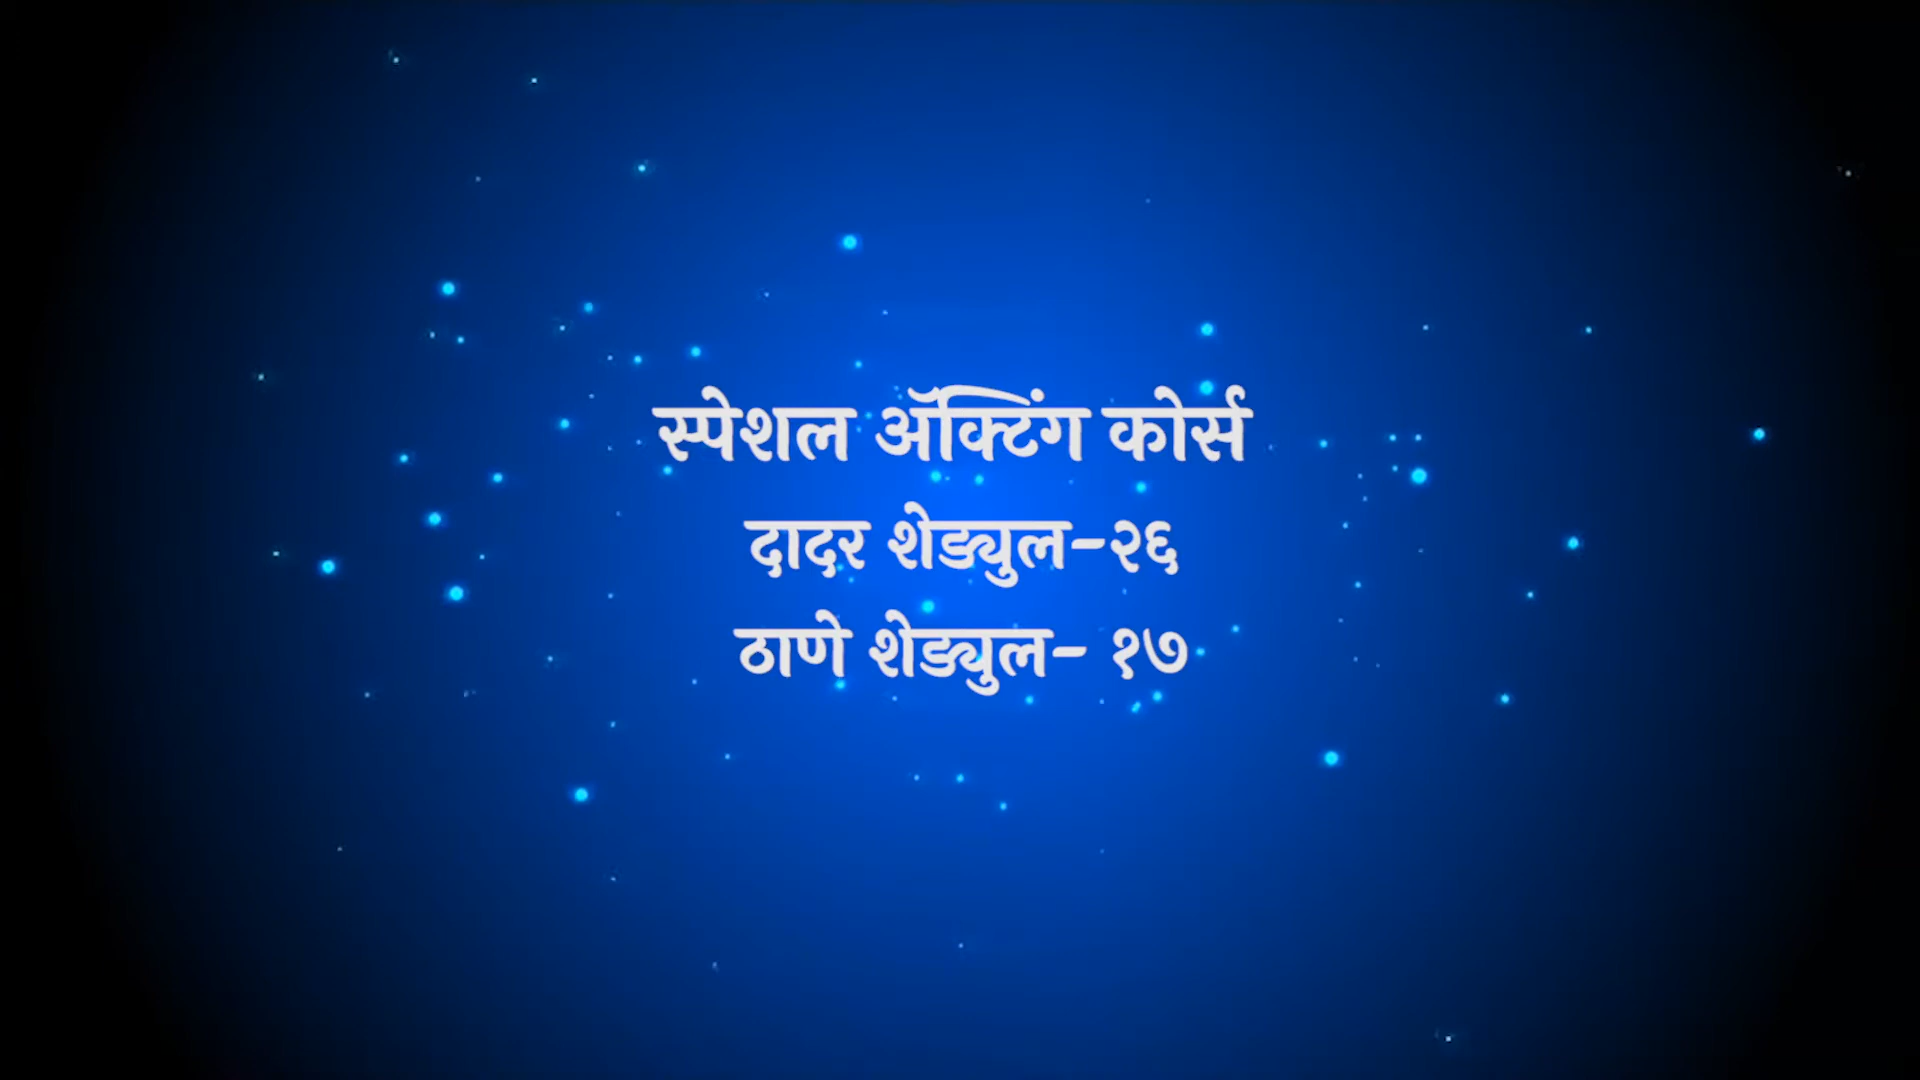 स्पेशल ॲक्टिंग कोर्स
दादर शेड्युल-२६
ठाणे शेड्युल- १७